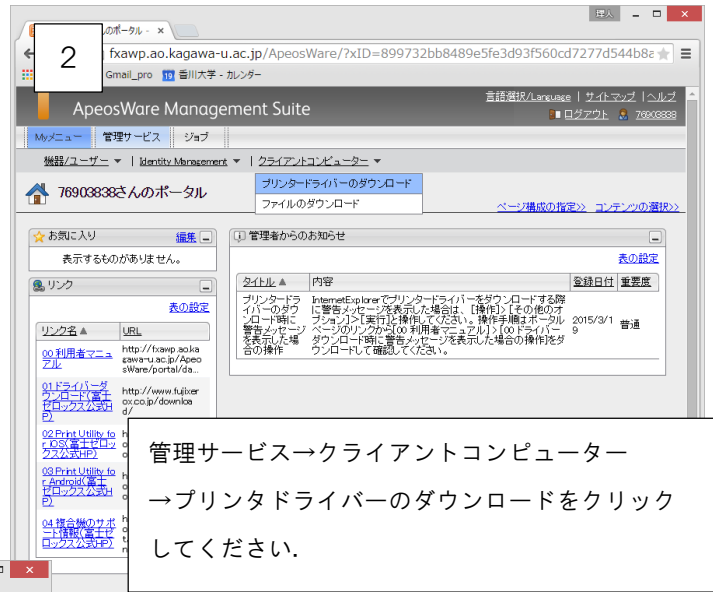 理人
のポータル -
2
fxawp.ao.kagawa-u.ac.jp/ApeosWare/?xID=899732bb8489e5fe3d93f560cd7277d544b8
Gmail_pro 19 香川大学 - カレンダー
言語選択/Language | サイトマップ | ヘルプ
ApeosWare Management Suite
ログアウト 76903838
Myメニュー 管理サービス ジョブ
機器/ユーザー ▼ | Identity Management ▼ | クライアントコンピューター ▼
プリンタードライバーのダウンロード
ファイルのダウンロード
76903838さんのポータル
ページ構成の指定>> コンテンツの選択>>
お気に入り 編集
表示するものがありません。
リンク
表の設定
リンク名▲ URL
00 利用者マニュアル
http://fxawp.ao.ka
gawa-u.ac.jp/Apeo
sWare/portal/da...
01 ドライバーダ
ウンロード(富士
ゼロックス公式H
P)
http://www.fujixer
ox.co.jp/downloa
d/
02 Print Utility fo
r iOS(富士ゼロッ
クス公式HP)
03 Print Utility fo
r Android(富士
ゼロックス公式H
P)
04 複合機のサポ
ート情報(富士ゼ
ロックス公式HP)
管理者からのお知らせ
表の設定
タイトル▲ 内容 登録日付 重要度
プリンタードラ
イバーのダウ
ンロード時に
警告メッセージ
を表示した場
合の操作
InternetExplorerでプリンタードライバーをダウンロードする際
に警告メッセージを表示した場合は、[操作]>[その他のオ
プション]>[実行]と操作してください。操作手順はポータル
ページのリンクから[00 利用者マニュアル]>[00 ドライバー
ダウンロード時に警告メッセージを表示した場合の操作]をダ
ウンロードして確認してください。
2015/3/1
9
普通
管理サービス→クライアントコンピューター
→プリンタドライバーのダウンロードをクリック
してください.